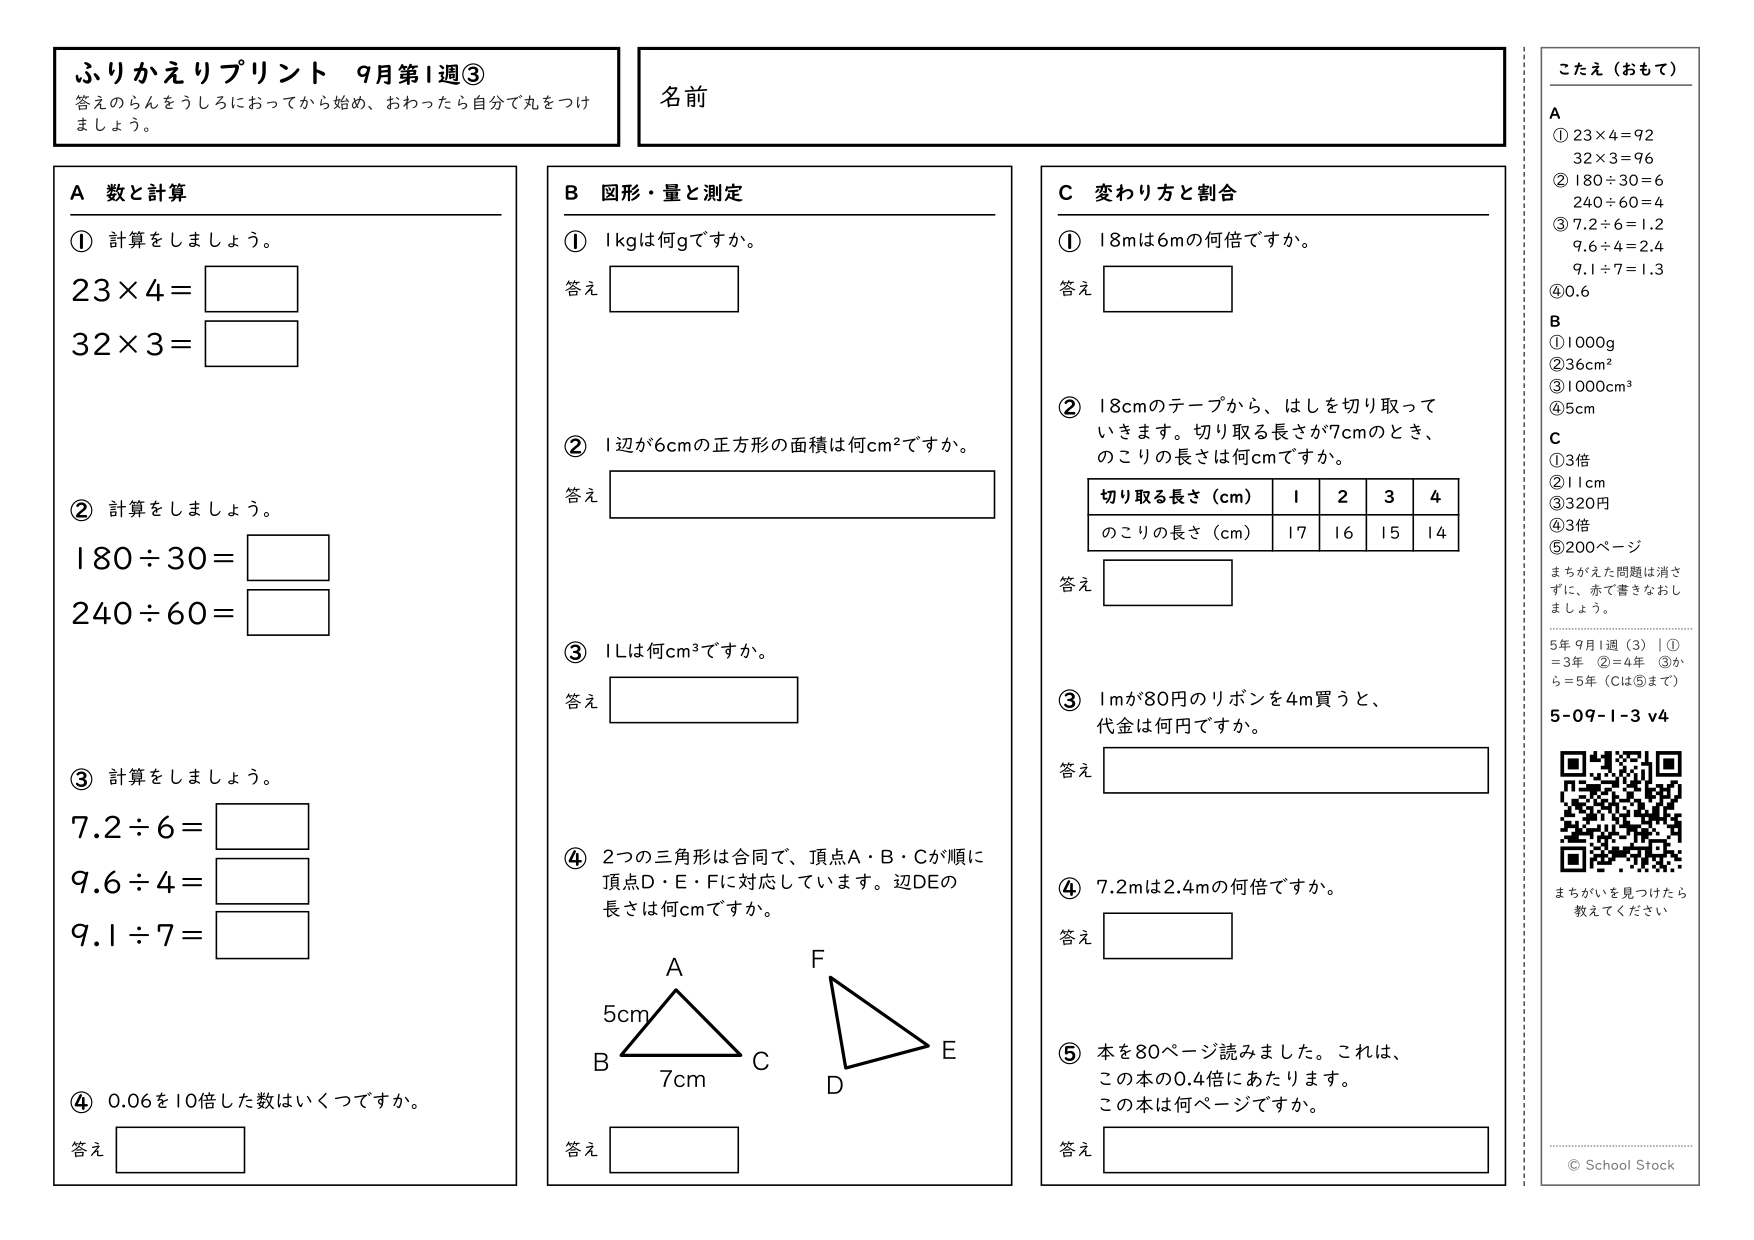 ふりかえりプリント　9月第1週③
答えのらんをうしろにおってから始め、おわったら自分で丸をつけ
ましょう。
名前
A　数と計算
① 計算をしましょう。
23×4＝
32×3＝
② 計算をしましょう。
180÷30＝
240÷60＝
③ 計算をしましょう。
7.2÷6＝
9.6÷4＝
9.1÷7＝
④ 0.06を10倍した数はいくつですか。
答え
B　図形・量と測定
① 1kgは何gですか。
答え
② 1辺が6cmの正方形の面積は何cm²ですか。
答え
③ 1Lは何cm³ですか。
答え
④ 2つの三角形は合同で、頂点A・B・Cが順に
頂点D・E・Fに対応しています。辺DEの
長さは何cmですか。
A
5cm
B
C
7cm
F
E
D
答え
C　変わり方と割合
① 18mは6mの何倍ですか。
答え
② 18cmのテープから、はしを切り取って
いきます。切り取る長さが7cmのとき、
のこりの長さは何cmですか。
切り取る長さ（cm） 1 2 3 4
のこりの長さ（cm） 17 16 15 14
答え
③ 1mが80円のリボンを4m買うと、
代金は何円ですか。
答え
④ 7.2mは2.4mの何倍ですか。
答え
⑤ 本を80ページ読みました。これは、
この本の0.4倍にあたります。
この本は何ページですか。
答え
こたえ（おもて）
A
① 23×4＝92
32×3＝96
② 180÷30＝6
240÷60＝4
③ 7.2÷6＝1.2
9.6÷4＝2.4
9.1÷7＝1.3
④0.6
B
①1000g
②36cm²
③1000cm³
④5cm
C
①3倍
②11cm
③320円
④3倍
⑤200ページ
まちがえた問題は消さ
ずに、赤で書きなおし
ましょう。
5年 9月1週（3）｜①
＝3年　②＝4年　③か
ら＝5年（Cは⑤まで）
5-09-1-3 v4
まちがいを見つけたら
教えてください
© School Stock